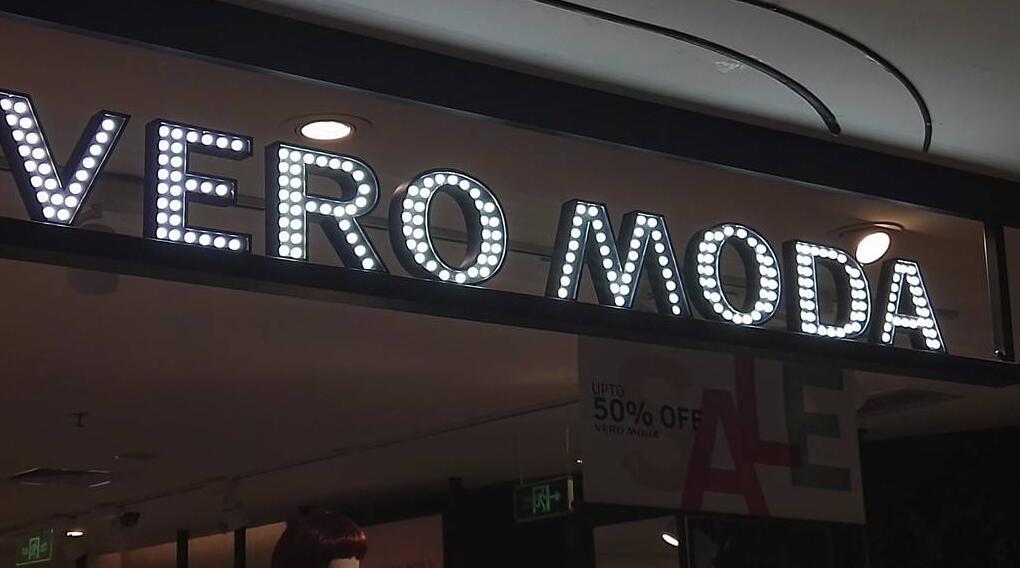 VERO MODA
UPTO
50% OFF
VERO MODA
SALE